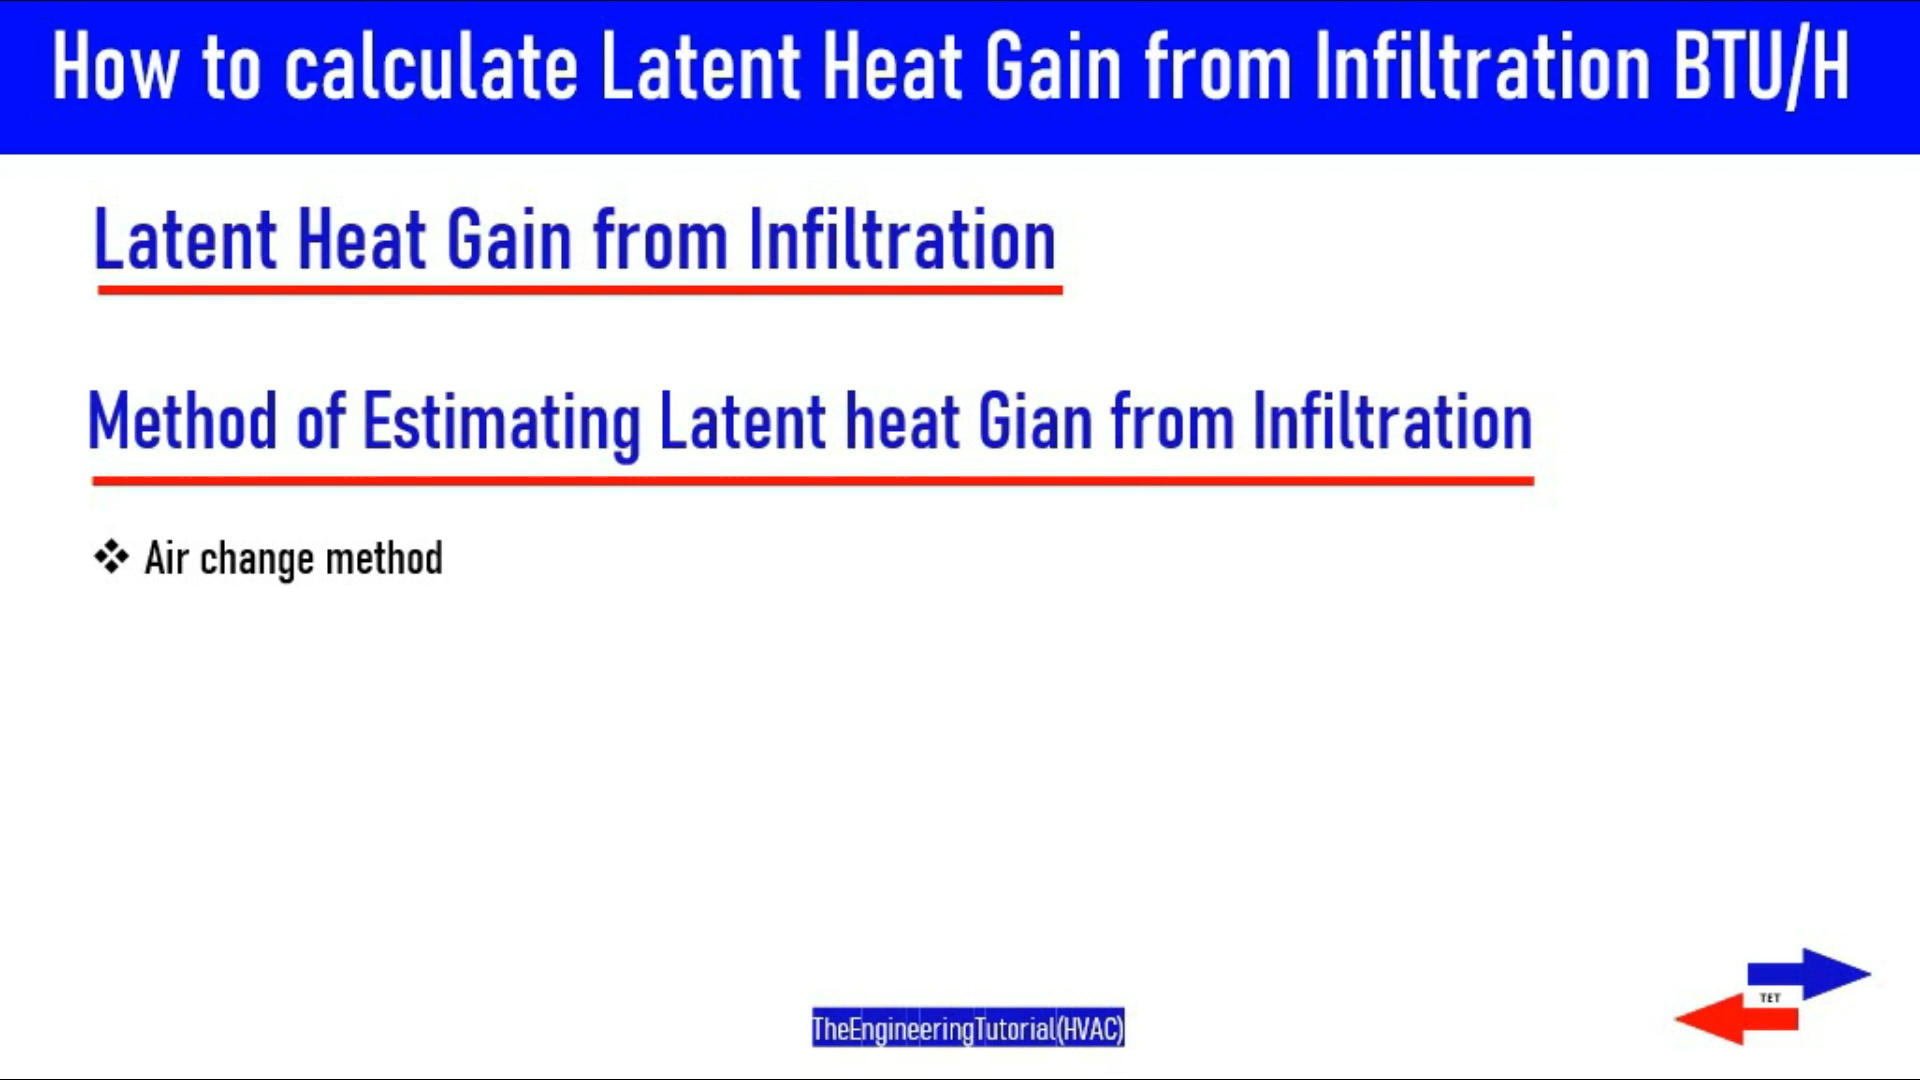 How to calculate Latent Heat Gain from Infiltration BTU/H
Latent Heat Gain from Infiltration
Method of Estimating Latent heat Gian from Infiltration
❖ Air change method
TET
TheEngineeringTutorial(HVAC)